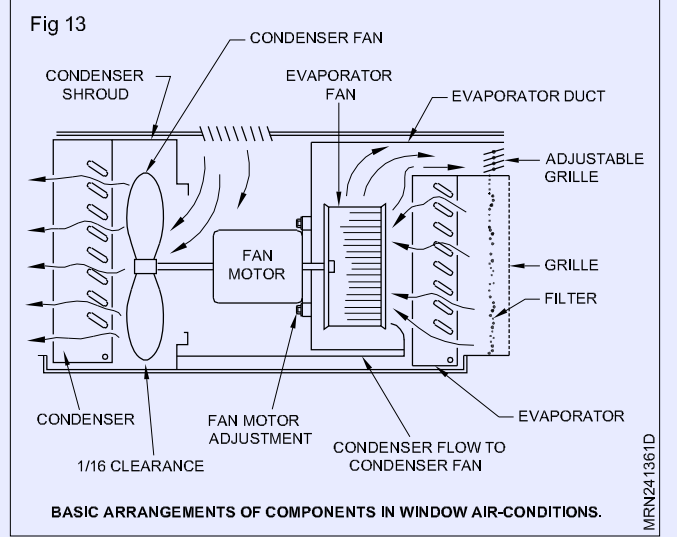 Fig 13
CONDENSER FAN
CONDENSER
SHROUD
EVAPORATOR
FAN
EVAPORATOR DUCT
ADJUSTABLE
GRILLE
FAN
MOTOR
GRILLE
FILTER
CONDENSER
FAN MOTOR
ADJUSTMENT
EVAPORATOR
1/16 CLEARANCE
CONDENSER FLOW TO
CONDENSER FAN
BASIC ARRANGEMENTS OF COMPONENTS IN WINDOW AIR-CONDITIONS.
MRN241361D